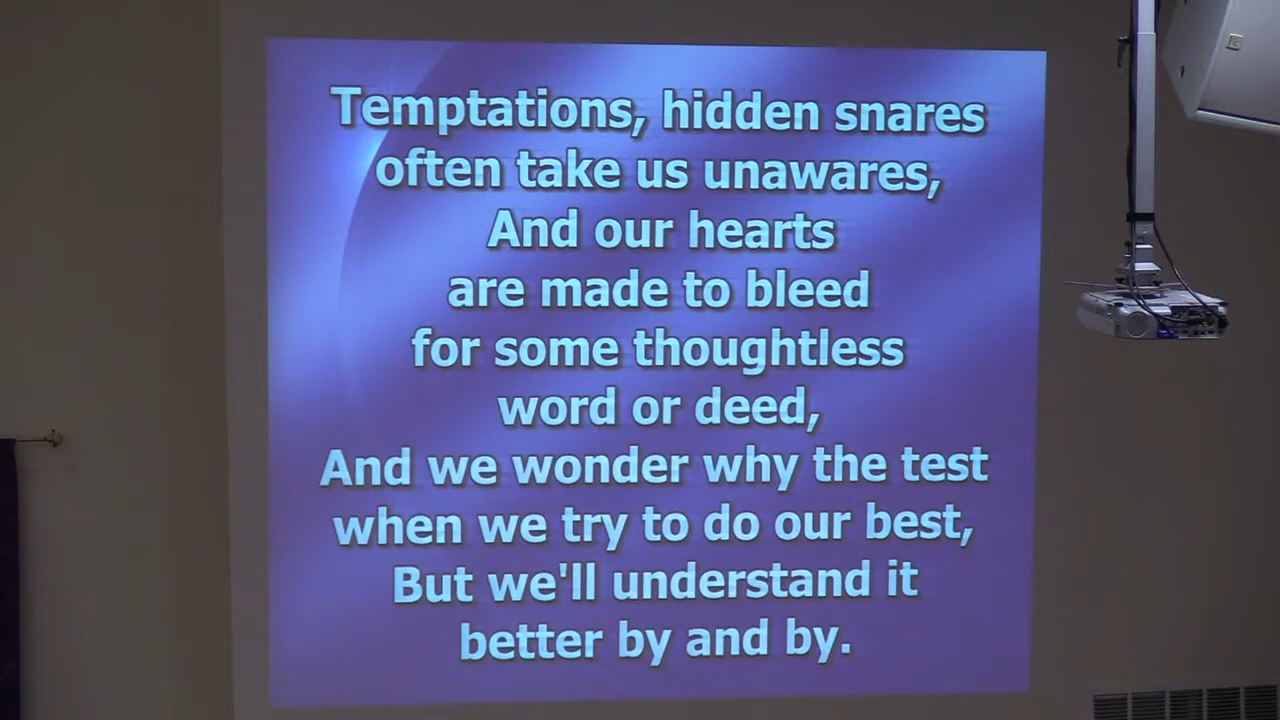 Temptations, hidden snares
often take us unawares,
And our hearts
are made to bleed
for some thoughtless
word or deed,
And we wonder why the test
when we try to do our best,
But we'll understand it
better by and by.